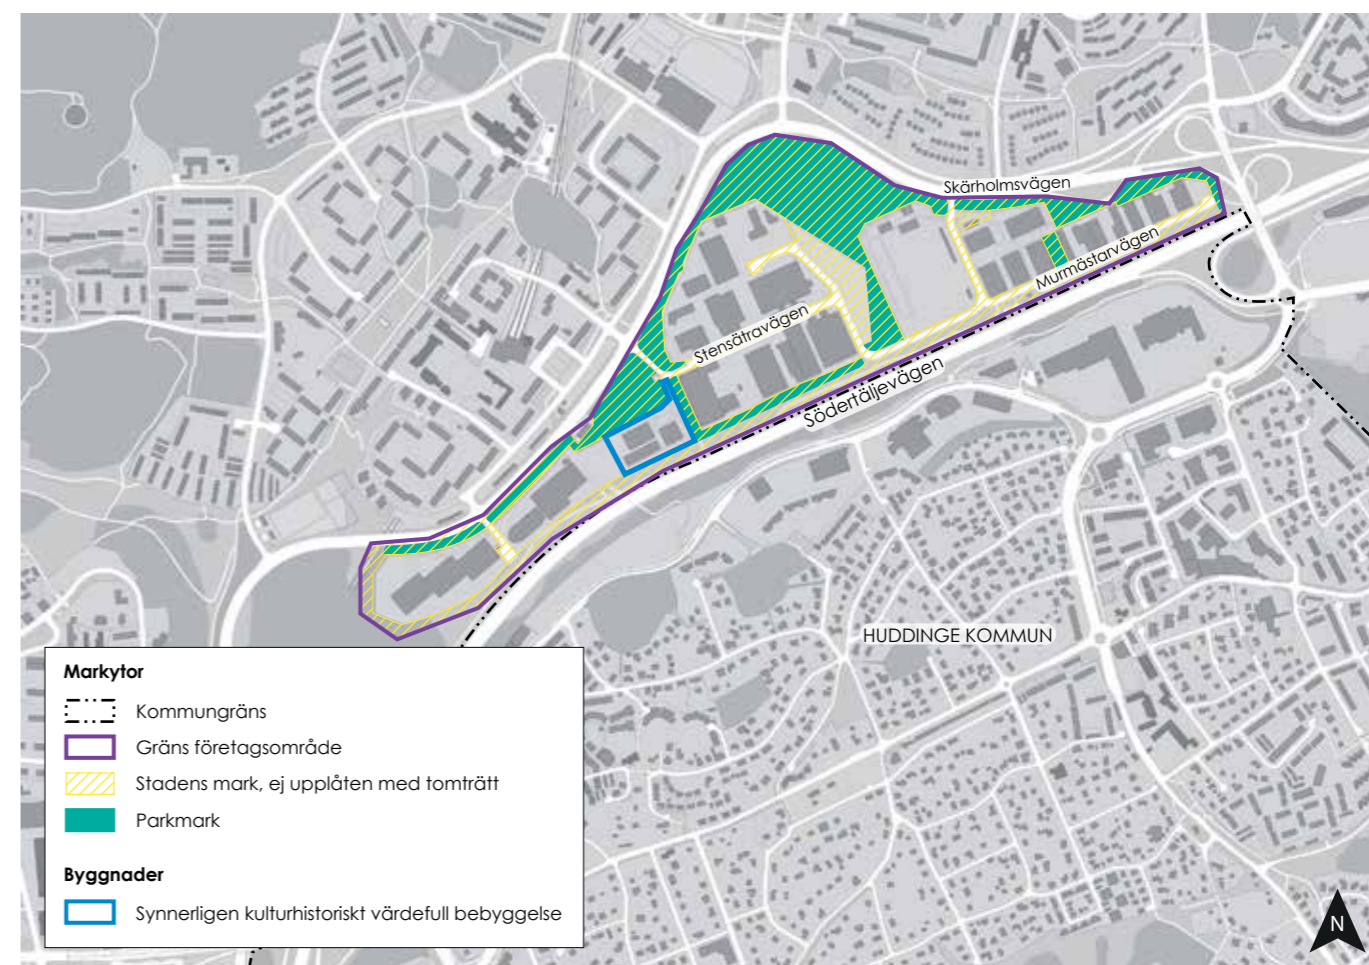 Skärholmsvägen
Murmästarvägen
Stensätravägen
Södertäljevägen
HUDDINGE KOMMUN
Markytor
Kommungräns
Gräns företagsområde
Stadens mark, ej upplåten med tomträtt
Parkmark
Byggnader
Synnerligen kulturhistoriskt värdefull bebyggelse
N